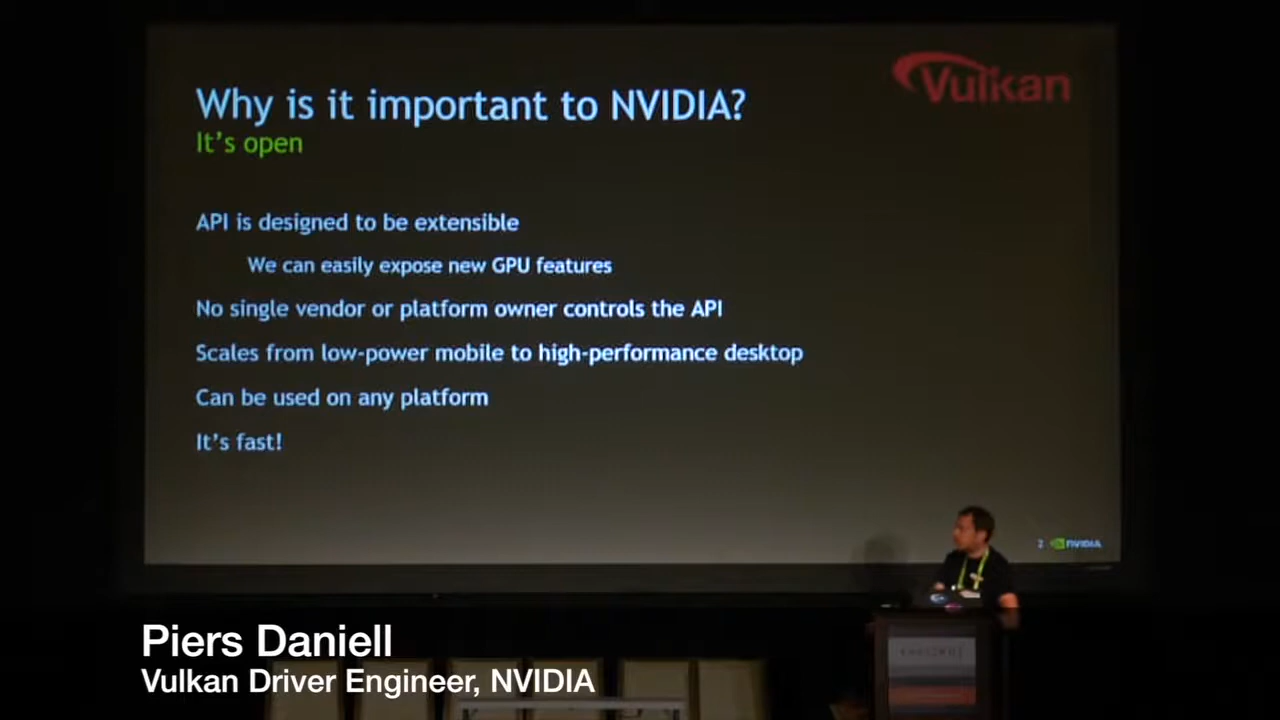 Vulkan
Why is it important to NVIDIA?
It's open
API is designed to be extensible
We can easily expose new GPU features
No single vendor or platform owner controls the API
Scales from low-power mobile to high-performance desktop
Can be used on any platform
It's fast!
2 NVIDIA
Piers Daniell
Vulkan Driver Engineer, NVIDIA